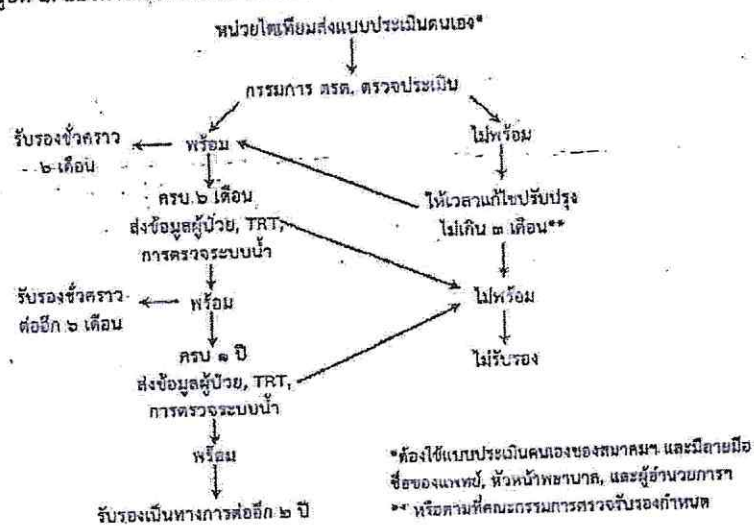 หน่วยไตเทียมส่งแบบประเมินตนเอง*
กรรมการ ตรต. ตรวจประเมิน
รับรองชั่วคราว
๖ เดือน
พร้อม
ไม่พร้อม
ครบ ๖ เดือน
ส่งข้อมูลผู้ป่วย, TRT,
การตรวจระบบน้ำ
ให้เวลาแก้ไขปรับปรุง
ไม่เกิน ๓ เดือน**
รับรองชั่วคราว
ต่ออีก ๖ เดือน
พร้อม
ไม่พร้อม
ครบ ๑ ปี
ส่งข้อมูลผู้ป่วย, TRT,
การตรวจระบบน้ำ
ไม่รับรอง
พร้อม
รับรองเป็นทางการต่ออีก ๒ ปี
*ต้องใช้แบบประเมินตนเองของสมาคมฯ และมีลายมือ
ชื่อของแพทย์, หัวหน้าพยาบาล, และผู้อำนวยการฯ
** หรือตามที่คณะกรรมการตรวจรับรองกำหนด